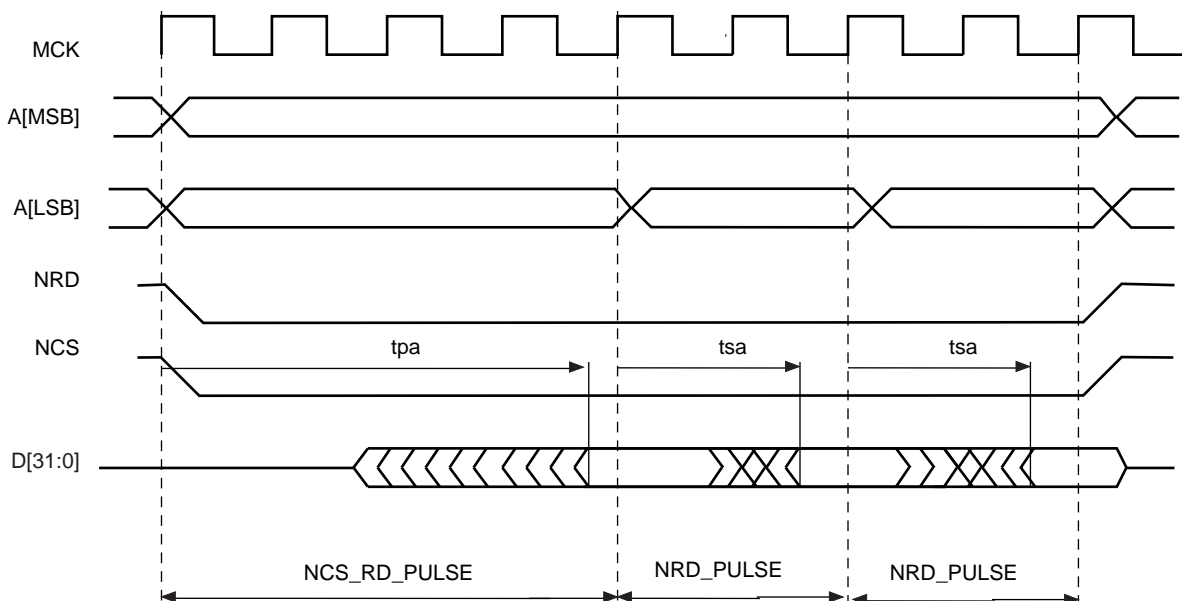 MCK
A[MSB]
A[LSB]
NRD
NCS
tpa
tsa
tsa
D[31:0]
NCS_RD_PULSE
NRD_PULSE
NRD_PULSE